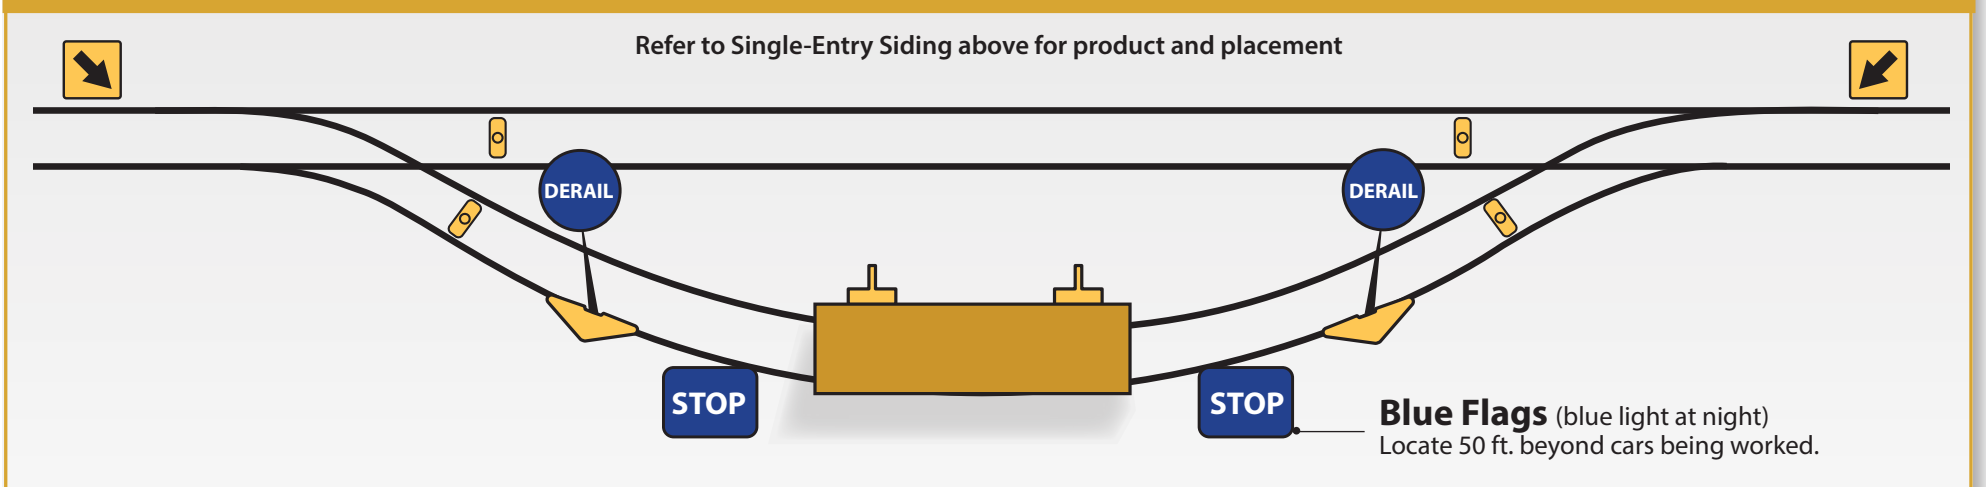 Refer to Single-Entry Siding above for product and placement
DERAIL
DERAIL
STOP
STOP
Blue Flags (blue light at night)
Locate 50 ft. beyond cars being worked.